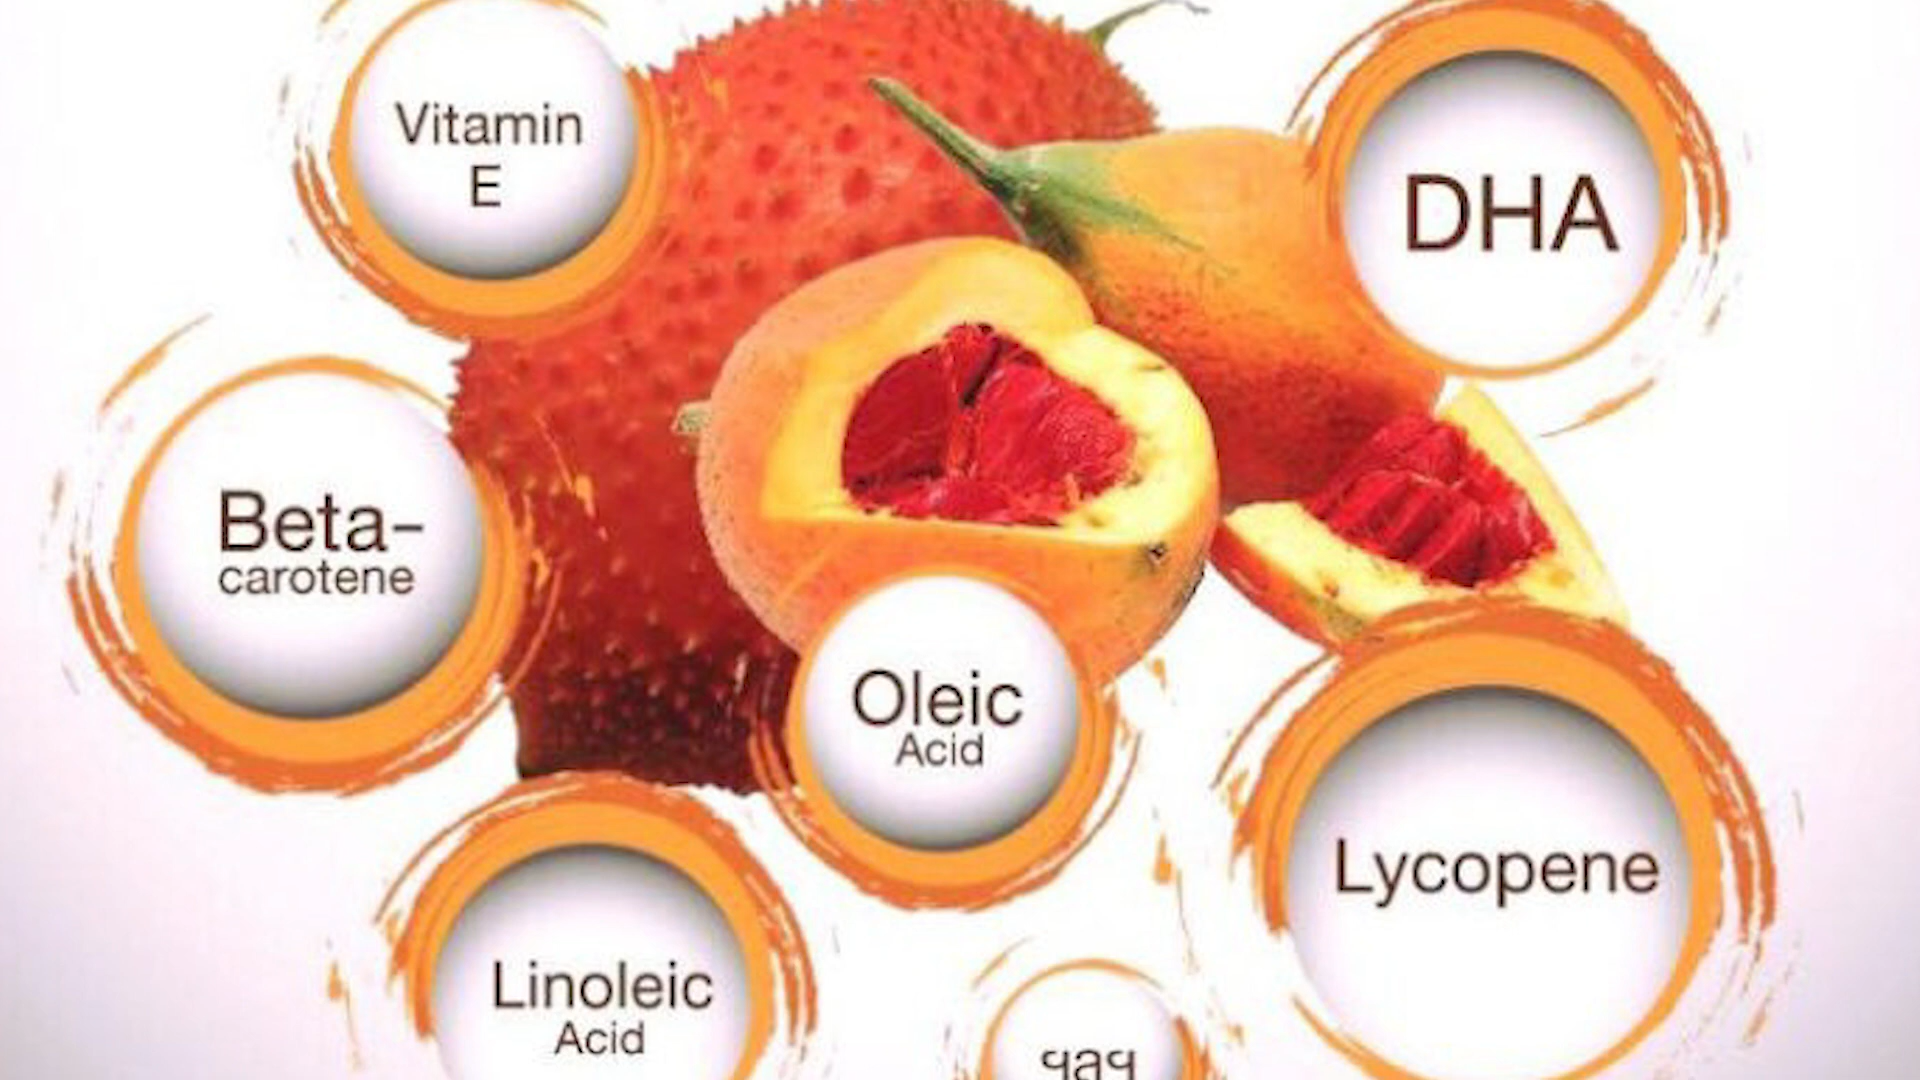 Vitamin
E
DHA
Beta-
carotene
Oleic
Acid
Lycopene
Linoleic
Acid